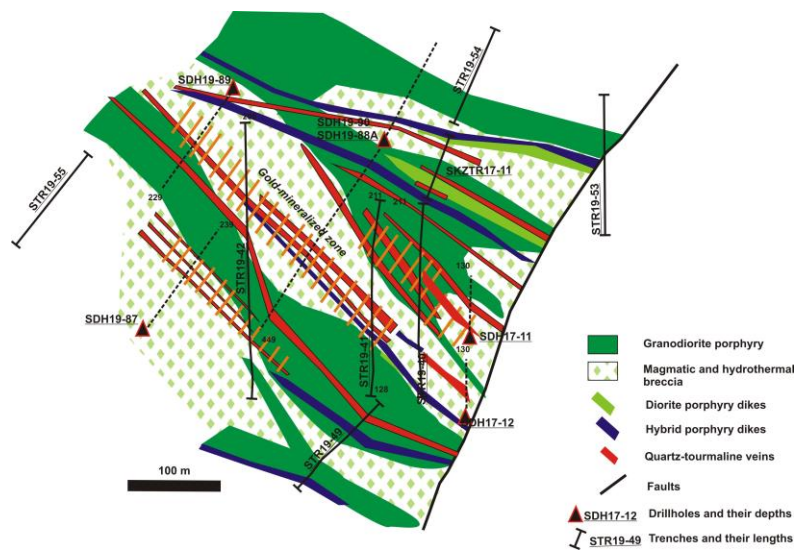 STR19-54
SDH19-89
SDH19-90
SDH19-88A
SKZTR17-11
STR19-53
STR19-55
229
239
Gold-mineralized zone
211
211
STR19-42
130
SDH19-87
449
STR19-41
STR19-40
SDH17-11
130
128
SDH17-12
STR19-49
100 m
Granodiorite porphyry
Magmatic and hydrothermal
breccia
Diorite porphyry dikes
Hybrid porphyry dikes
Quartz-tourmaline veins
Faults
SDH17-12 Drillholes and their depths
STR19-49 Trenches and their lengths